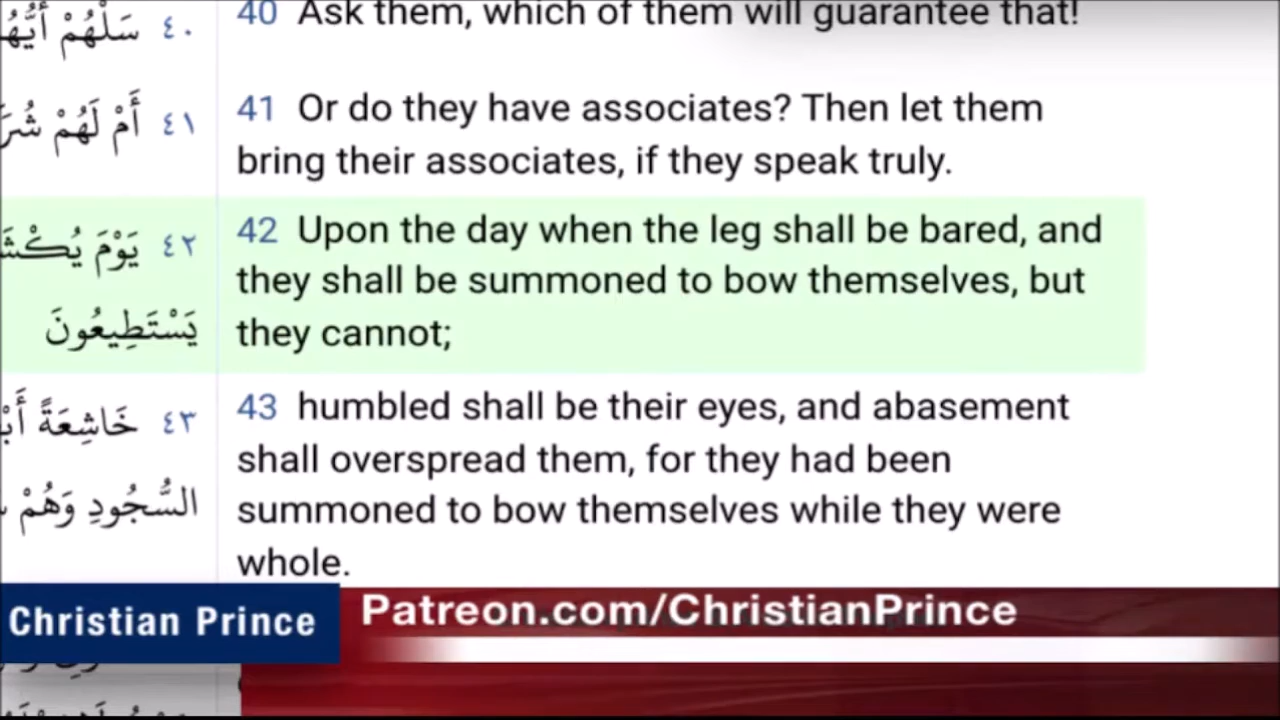 سَلْهُمْ ٤٠
40 Ask them, which of them will guarantee that!
أَمْ لَهُمْ ٤١
41 Or do they have associates? Then let them
bring their associates, if they speak truly.
يَوْمَ ٤٢
42 Upon the day when the leg shall be bared, and
they shall be summoned to bow themselves, but
يَسْتَطِيعُونَ
they cannot;
خَاشِعَةً ٤٣
43 humbled shall be their eyes, and abasement
shall overspread them, for they had been
السُّجُودِ وَهُمْ
summoned to bow themselves while they were
whole.
Christian Prince
Patreon.com/ChristianPrince